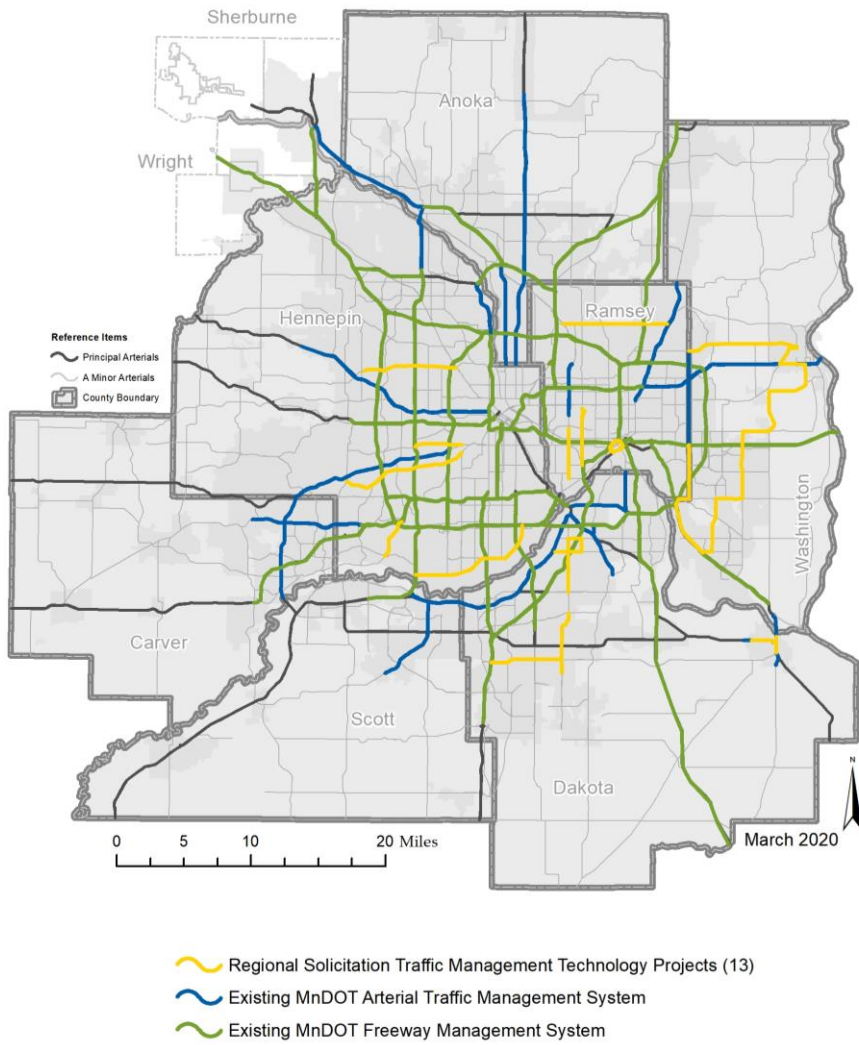 Sherburne
Anoka
Wright
Hennepin
Ramsey
Reference Items
Principal Arterials
A Minor Arterials
County Boundary
Washington
Carver
Scott
Dakota
N
March 2020
0 5 10 20 Miles
Regional Solicitation Traffic Management Technology Projects (13)
Existing MnDOT Arterial Traffic Management System
Existing MnDOT Freeway Management System